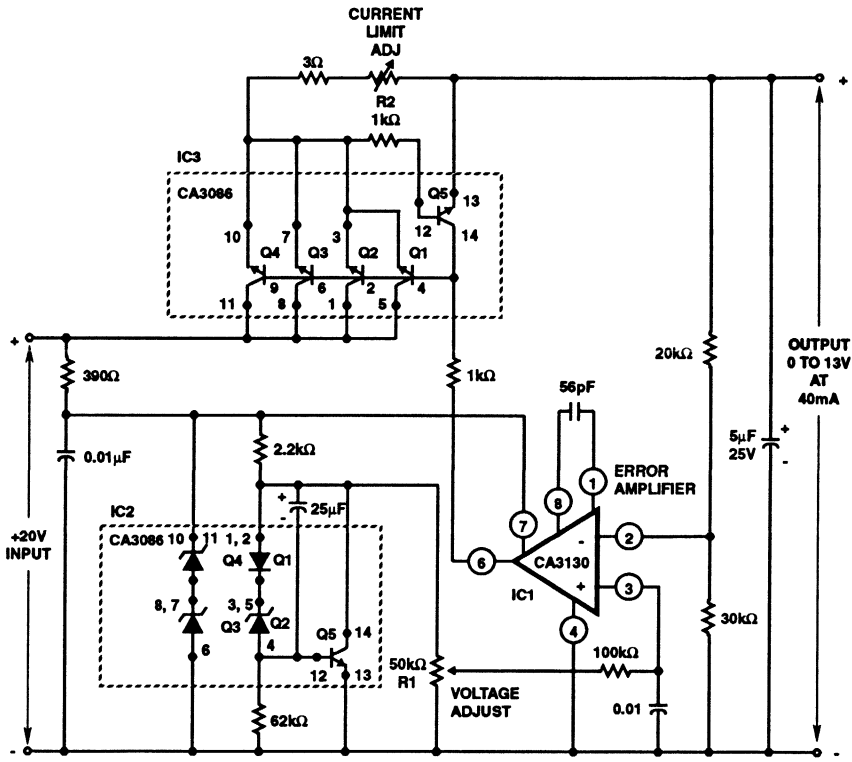 CURRENT
LIMIT
ADJ
3Ω
R2
1kΩ
+
IC3
CA3086
Q5
13
12
14
10
7
3
Q4
Q3
Q2
Q1
9
6
2
4
11
8
1
5
+
390Ω
1kΩ
20kΩ
OUTPUT
0 TO 13V
AT
40mA
56pF
0.01µF
2.2kΩ
+
-
25µF
5µF
25V
+
-
ERROR
AMPLIFIER
1
8
7
+20V
INPUT
IC2
CA3086
10
11
1, 2
Q4
Q1
2
-
CA3130
6
IC1
+
3
8, 7
3, 5
Q3
Q2
4
Q5
14
4
30kΩ
6
12
13
50kΩ
R1
100kΩ
VOLTAGE
ADJUST
0.01
62kΩ
-
-